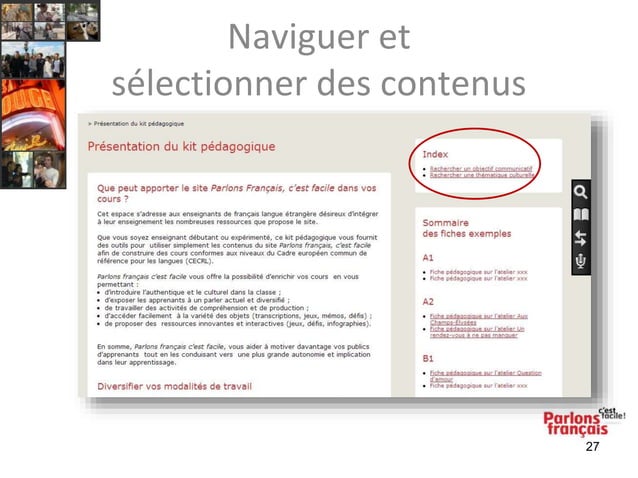 Naviguer et
sélectionner des contenus
> Présentation du kit pédagogique
Présentation du kit pédagogique
Que peut apporter le site Parlons Français, c'est facile dans vos
cours ?
Cet espace s'adresse aux enseignants de français langue étrangère désireux d'intégrer
à leur enseignement les nombreuses ressources que propose le site.
Que vous soyez enseignant débutant ou expérimenté, ce kit pédagogique vous fournit
des outils pour utiliser simplement les contenus du site Parlons français, c'est facile
afin de construire des cours conformes aux niveaux du Cadre européen commun de
référence pour les langues (CECRL).
Parlons français c'est facile vous offre la possibilité d'enrichir vos cours en vous
permettant :
• d'introduire l'authentique et le culturel dans la classe ;
• d'exposer les apprenants à un parler actuel et diversifié ;
• de travailler des activités de compréhension et de production ;
• d'accéder facilement à la variété des objets (transcriptions, jeux, mémos, défis) ;
• de proposer des ressources innovantes et interactives (jeux, défis, infographies).
En somme, Parlons français c'est facile, vous aider à motiver davantage vos publics
d'apprenants tout en les conduisant vers une plus grande autonomie et implication
dans leur apprentissage.
Diversifier vos modalités de travail
Index
• Rechercher un objectif communicatif
• Rechercher une thématique culturelle
Sommaire
des fiches exemples
A1
• Fiche pédagogique sur l'atelier xxx
• Fiche pédagogique sur l'atelier xxx
A2
• Fiche pédagogique sur l'atelier Aux
Champs-Élysées
• Fiche pédagogique sur l'atelier Un
rendez-vous à ne pas manquer
B1
• Fiche pédagogique sur l'atelier Question
d'amour
• Fiche pédagogique sur l'atelier xxx
Parlons
français
c'est
facile!
27